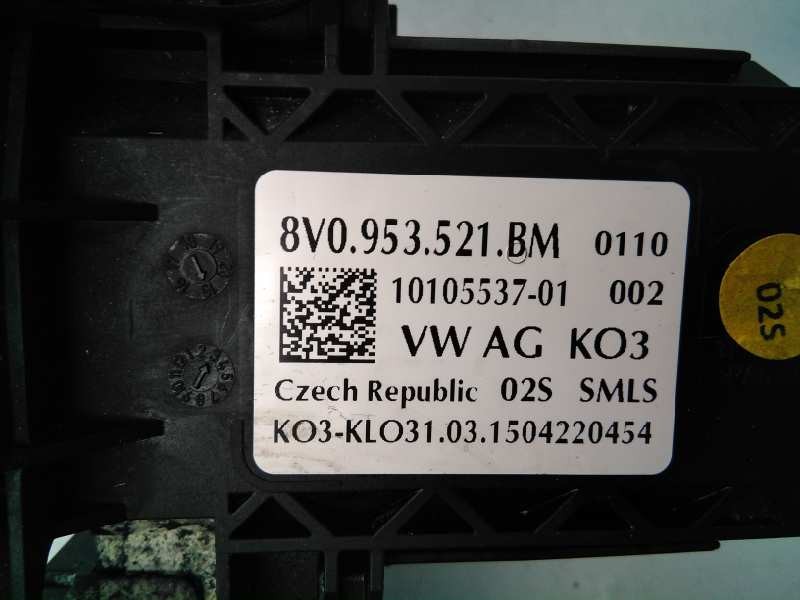 8V0.953.521.BM 0110
10105537-01 002
VW AG KO3
Czech Republic 02S SMLS
KO3-KLO31.03.1504220454
02S